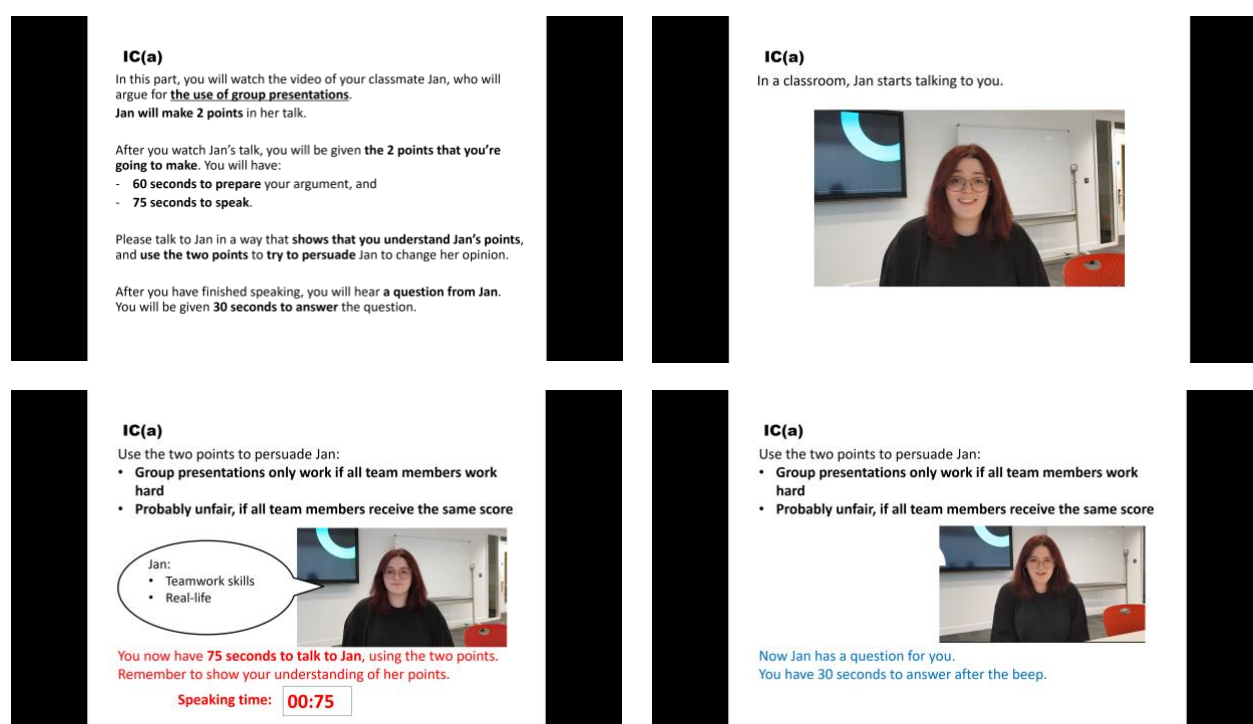 IC(a)
In this part, you will watch the video of your classmate Jan, who will
argue for the use of group presentations.
Jan will make 2 points in her talk.
After you watch Jan's talk, you will be given the 2 points that you're
going to make. You will have:
- 60 seconds to prepare your argument, and
- 75 seconds to speak.
Please talk to Jan in a way that shows that you understand Jan's points,
and use the two points to try to persuade Jan to change her opinion.
After you have finished speaking, you will hear a question from Jan.
You will be given 30 seconds to answer the question.
IC(a)
In a classroom, Jan starts talking to you.
IC(a)
Use the two points to persuade Jan:
• Group presentations only work if all team members work
hard
• Probably unfair, if all team members receive the same score
Jan:
• Teamwork skills
• Real-life
You now have 75 seconds to talk to Jan, using the two points.
Remember to show your understanding of her points.
Speaking time: 00:75
IC(a)
Use the two points to persuade Jan:
• Group presentations only work if all team members work
hard
• Probably unfair, if all team members receive the same score
Now Jan has a question for you.
You have 30 seconds to answer after the beep.